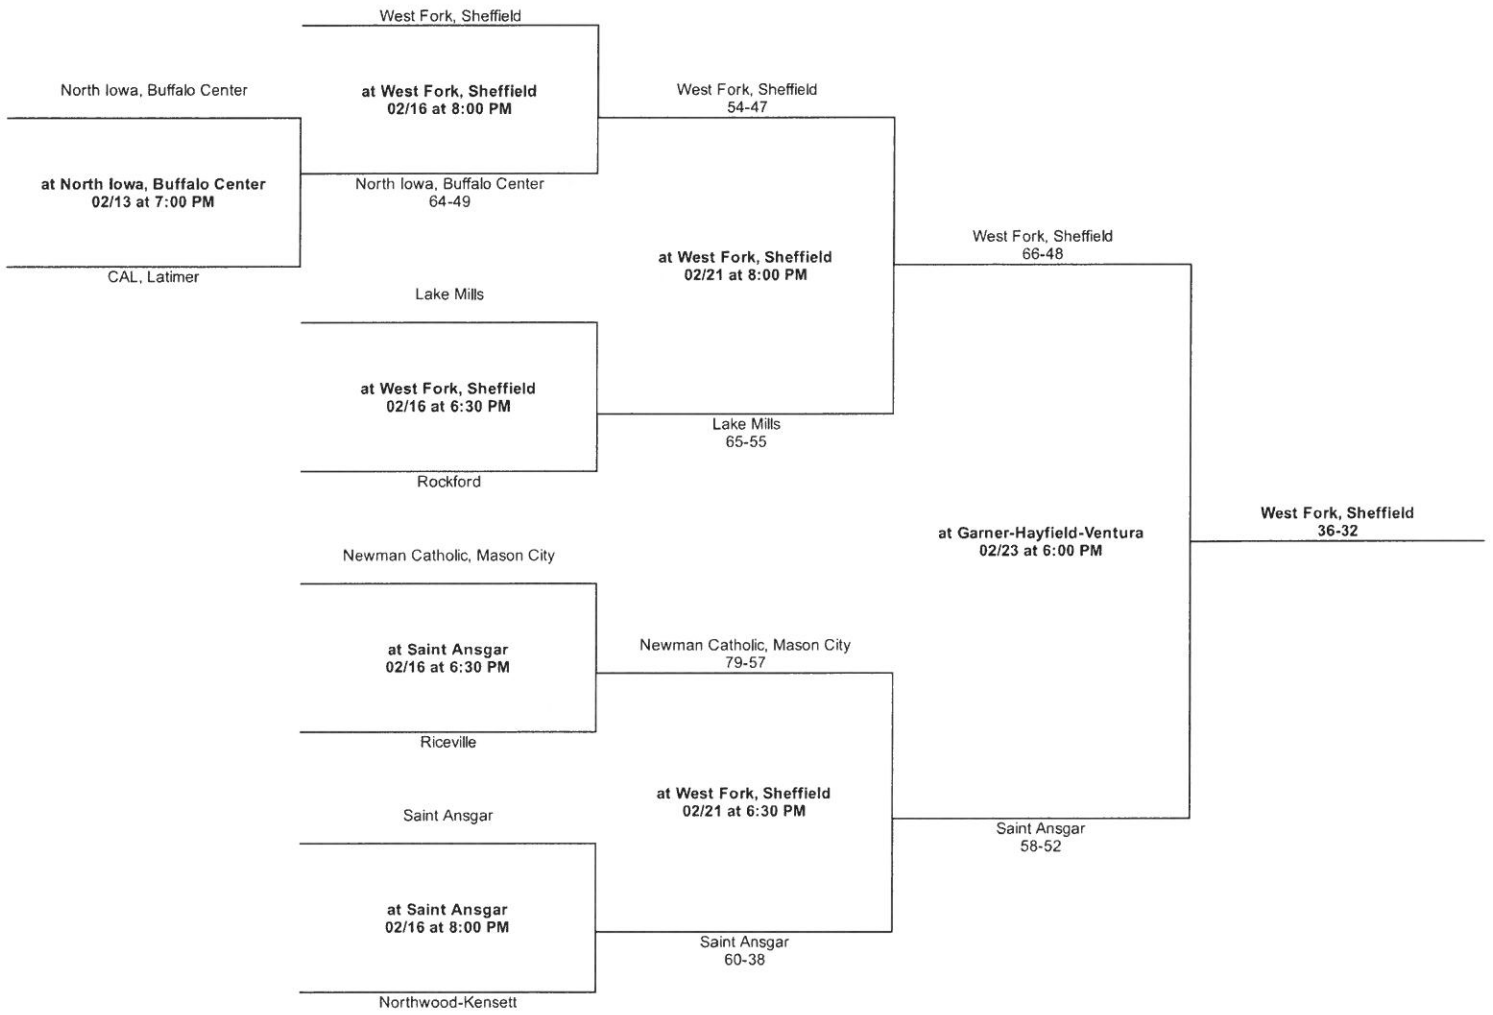 West Fork, Sheffield
North Iowa, Buffalo Center
at West Fork, Sheffield
02/16 at 8:00 PM
West Fork, Sheffield
54-47
at North Iowa, Buffalo Center
02/13 at 7:00 PM
North Iowa, Buffalo Center
64-49
CAL, Latimer
at West Fork, Sheffield
02/21 at 8:00 PM
West Fork, Sheffield
66-48
Lake Mills
at West Fork, Sheffield
02/16 at 6:30 PM
Lake Mills
65-55
Rockford
at Garner-Hayfield-Ventura
02/23 at 6:00 PM
West Fork, Sheffield
36-32
Newman Catholic, Mason City
at Saint Ansgar
02/16 at 6:30 PM
Newman Catholic, Mason City
79-57
Riceville
at West Fork, Sheffield
02/21 at 6:30 PM
Saint Ansgar
58-52
Saint Ansgar
at Saint Ansgar
02/16 at 8:00 PM
Saint Ansgar
60-38
Northwood-Kensett